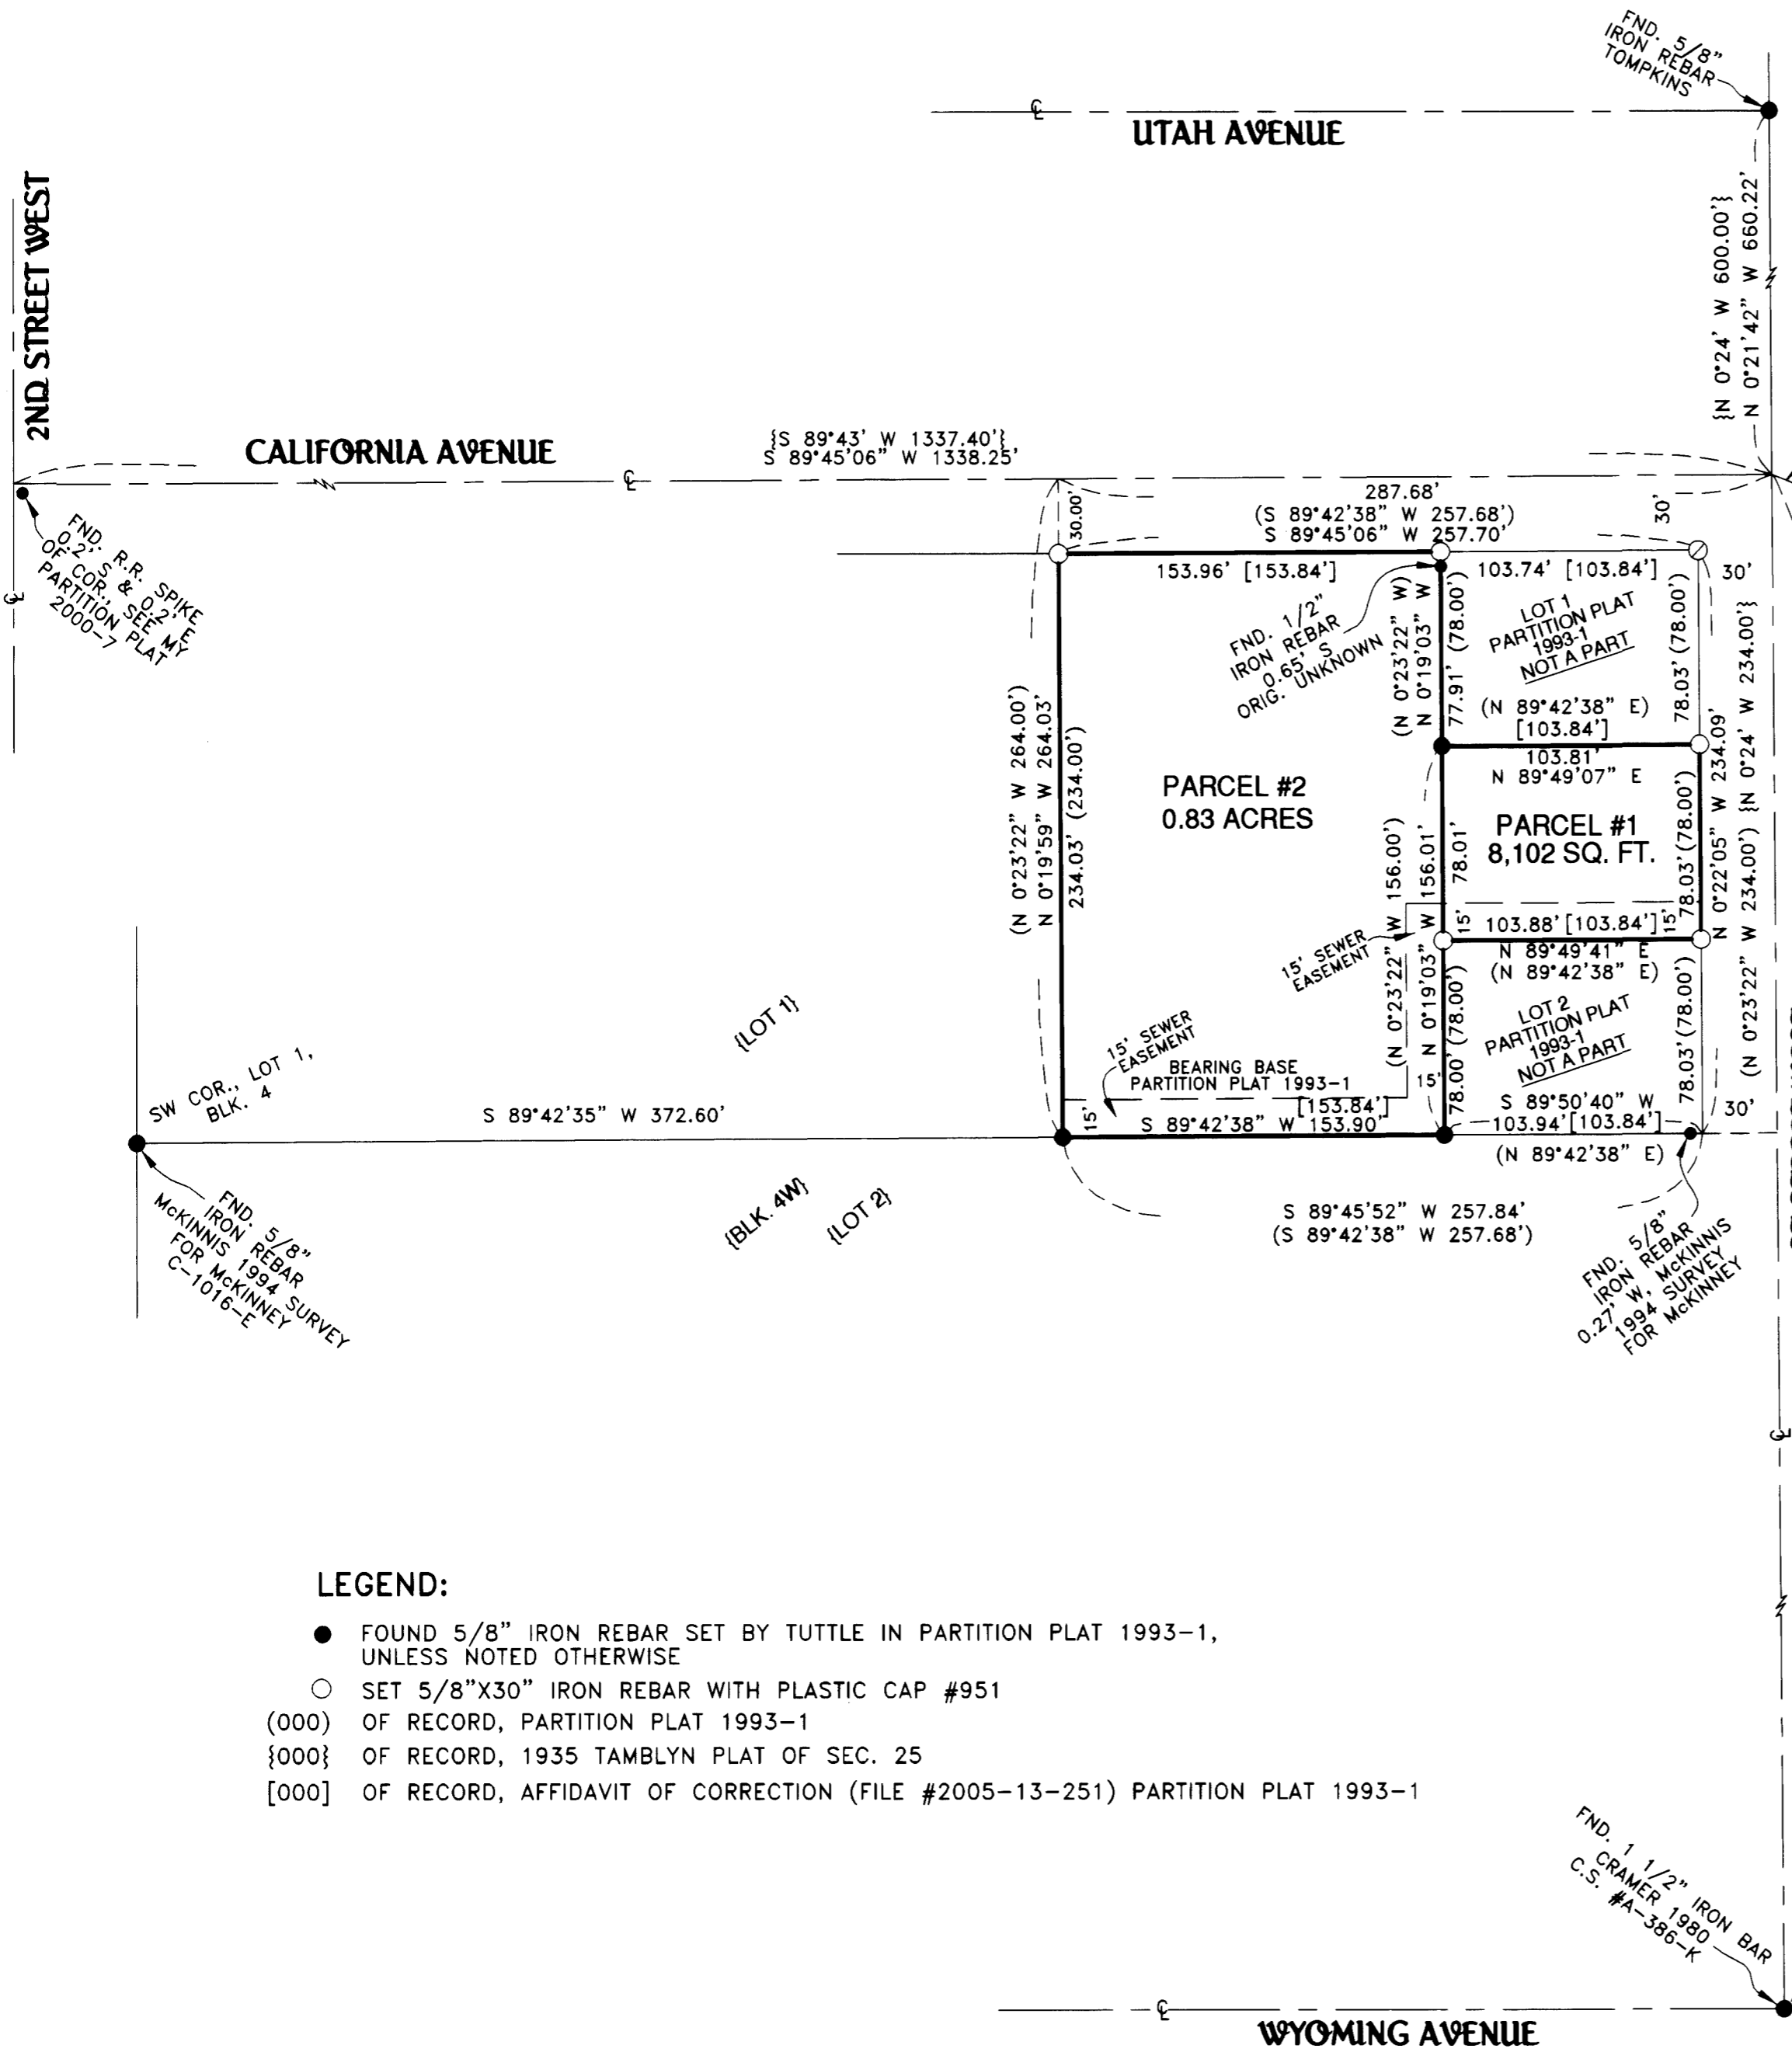 FND. 5/8"
IRON REBAR
TOMPKINS
℄
UTAH AVENUE
2ND STREET WEST
{N 0°24' W 600.00'}
N 0°21'42" W 660.22'
CALIFORNIA AVENUE
{S 89°43' W 1337.40'}
S 89°45'06" W 1338.25'
℄
FND. R.R. SPIKE
0.2' S & 0.2' E
OF COR., SEE MY
PARTITION PLAT
2000-7
℄
30.00'
287.68'
(S 89°42'38" W 257.68')
S 89°45'06" W 257.70'
30'
153.96' [153.84']
103.74' [103.84']
30'
FND. 1/2"
IRON REBAR
0.65' S
ORIG. UNKNOWN
(N 0°23'22" W)
N 0°19'03" W
77.91' (78.00')
LOT 1
PARTITION PLAT
1993-1
NOT A PART
78.03' (78.00')
(N 89°42'38" E)
[103.84']
103.81'
N 89°49'07" E
(N 0°23'22" W 264.00')
N 0°19'59" W 264.03'
234.03' (234.00')
PARCEL #2
0.83 ACRES
PARCEL #1
8,102 SQ. FT.
(N 0°23'22" W 156.00')
N 0°19'03" W 156.01'
78.01'
78.03' (78.00')
N 0°22'05" W 234.09'
(N 0°23'22" W 234.00') {N 0°24' W 234.00'}
15'
103.88' [103.84']
15'
N 89°49'41" E
(N 89°42'38" E)
15' SEWER
EASEMENT
78.00' (78.00')
LOT 2
PARTITION PLAT
1993-1
NOT A PART
78.03' (78.00')
{LOT 1}
15' SEWER
EASEMENT
BEARING BASE
PARTITION PLAT 1993-1
15'
[153.84']
S 89°42'38" W 153.90'
15'
S 89°50'40" W
103.94' [103.84']
30'
(N 89°42'38" E)
SW COR., LOT 1,
BLK. 4
S 89°42'35" W 372.60'
FND. 5/8"
IRON REBAR
McKINNIS 1994 SURVEY
FOR McKINNEY
C-1016-E
{BLK. 4W}
{LOT 2}
S 89°45'52" W 257.84'
(S 89°42'38" W 257.68')
FND. 5/8"
IRON REBAR
0.27' W, McKINNIS
1994 SURVEY
FOR McKINNEY
℄
LEGEND:
FOUND 5/8" IRON REBAR SET BY TUTTLE IN PARTITION PLAT 1993-1,
UNLESS NOTED OTHERWISE
SET 5/8"X30" IRON REBAR WITH PLASTIC CAP #951
(000) OF RECORD, PARTITION PLAT 1993-1
{000} OF RECORD, 1935 TAMBLYN PLAT OF SEC. 25
[000] OF RECORD, AFFIDAVIT OF CORRECTION (FILE #2005-13-251) PARTITION PLAT 1993-1
FND. 1 1/2" IRON BAR
CRAMER 1980
C.S. #A-386-K
℄
WYOMING AVENUE